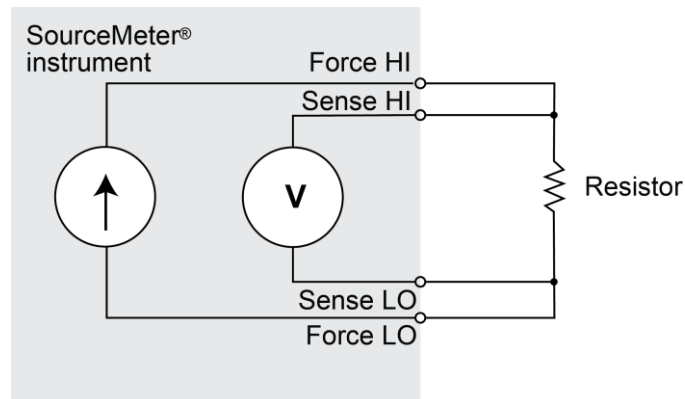 SourceMeter®
instrument
Force HI
Sense HI
V
Resistor
Sense LO
Force LO